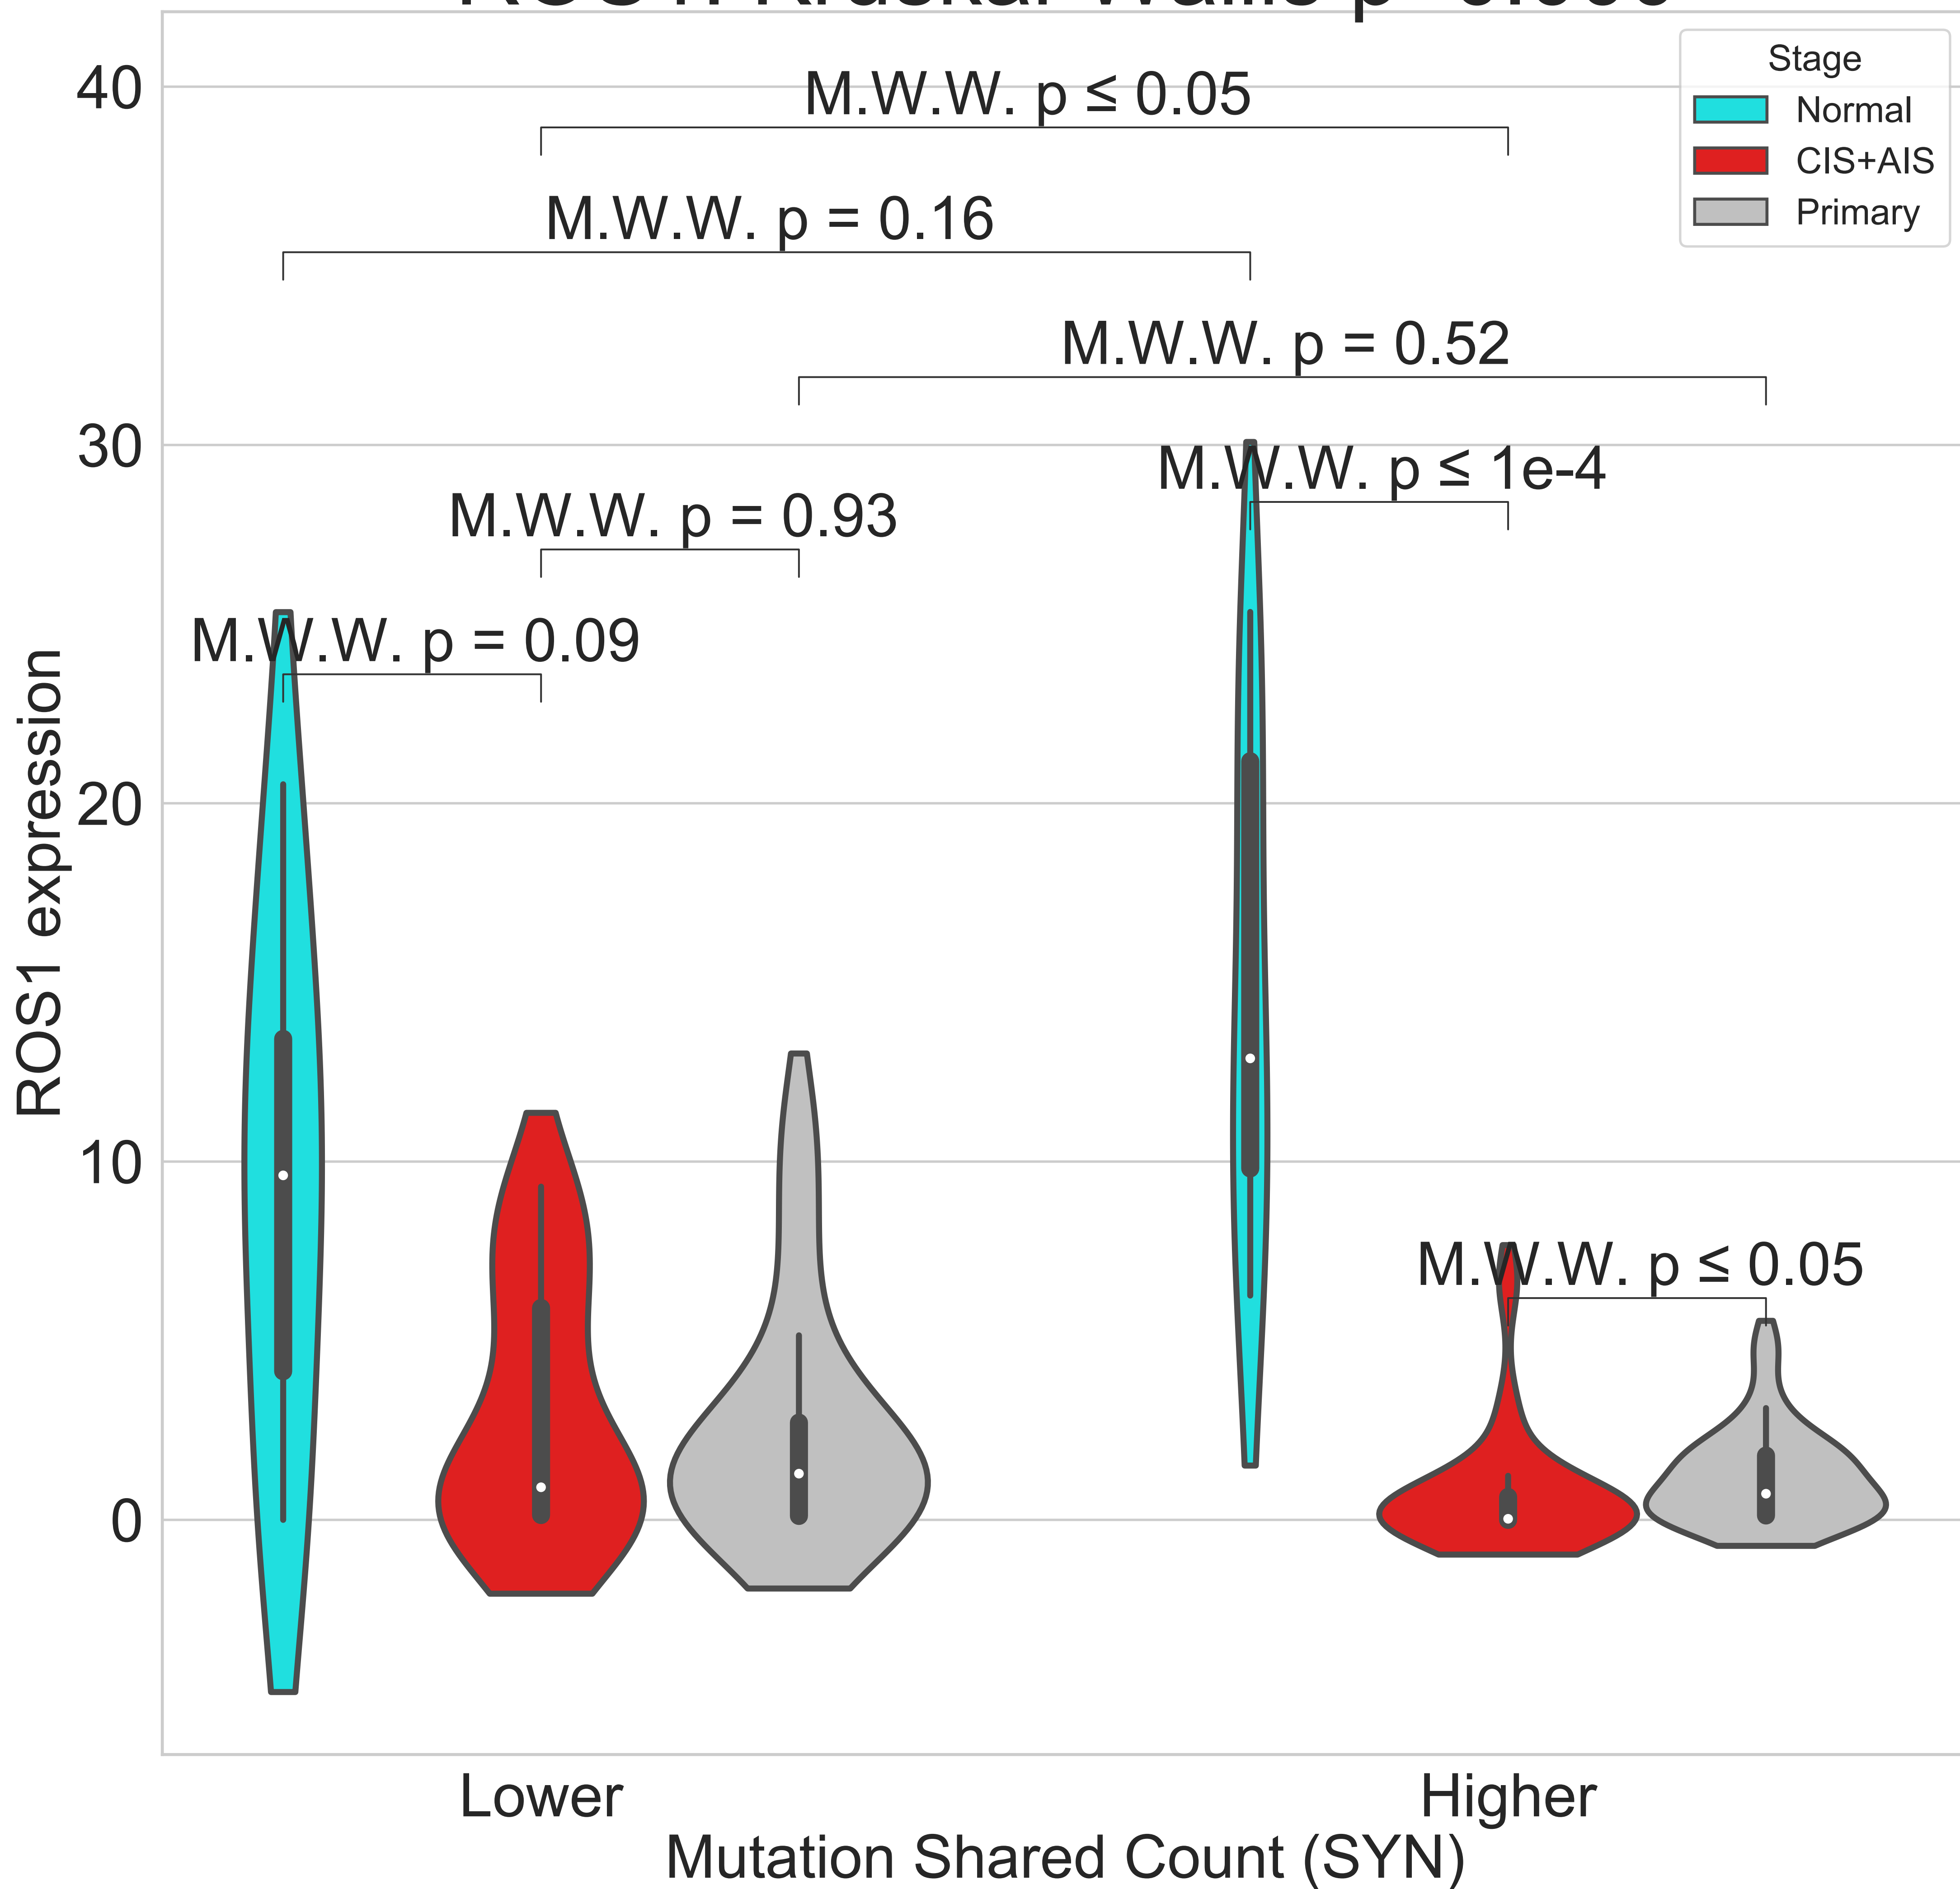 40
30
20
10
0
ROS1 expression
M.W.W. p ≤ 0.05
M.W.W. p = 0.16
M.W.W. p = 0.52
M.W.W. p ≤ 1e-4
M.W.W. p = 0.93
M.W.W. p = 0.09
M.W.W. p ≤ 0.05
Stage
Normal
CIS+AIS
Primary
Lower
Higher
Mutation Shared Count (SYN)